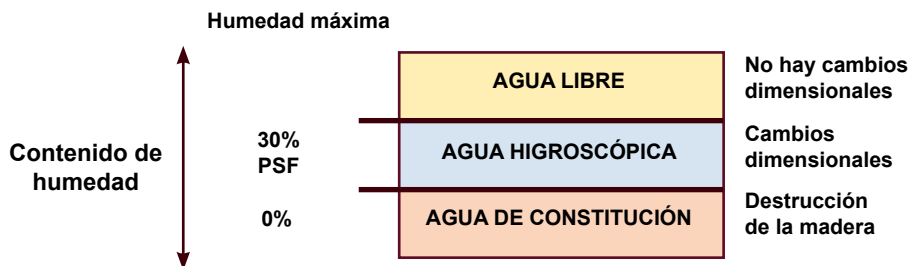 Humedad máxima
AGUA LIBRE
No hay cambios
dimensionales
Contenido de
humedad
30%
PSF
AGUA HIGROSCÓPICA
Cambios
dimensionales
0%
AGUA DE CONSTITUCIÓN
Destrucción
de la madera